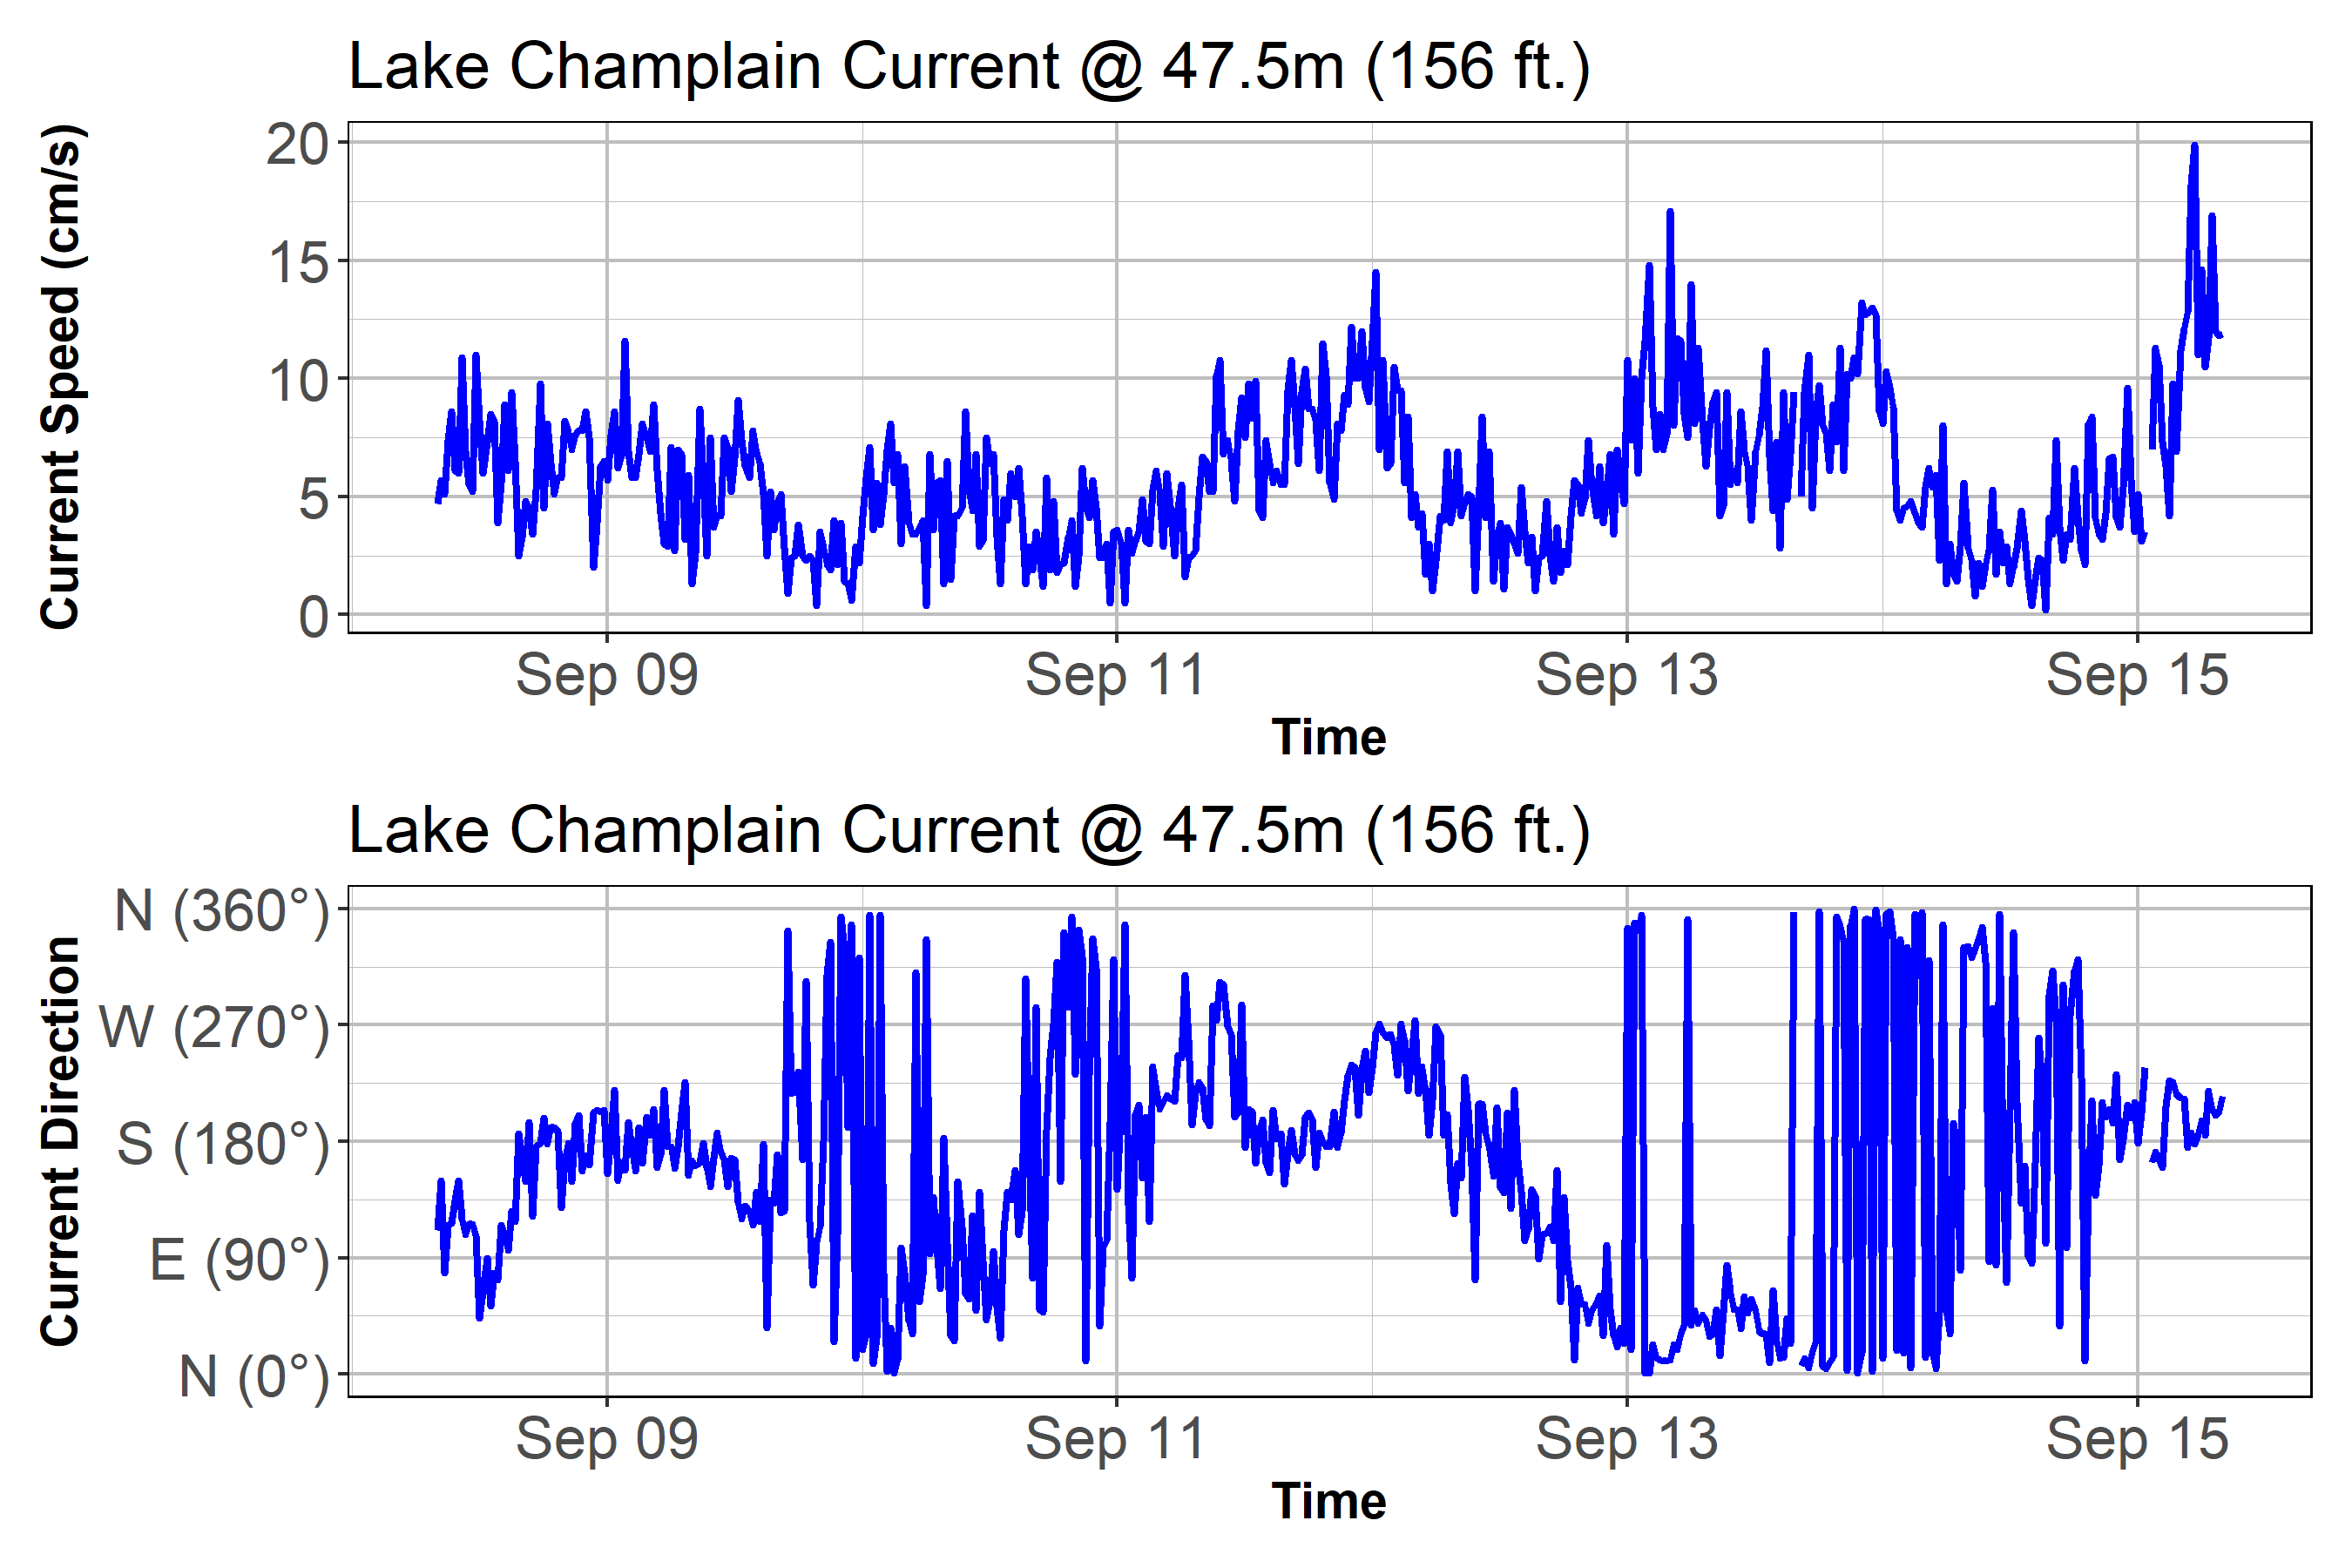 Lake Champlain Current @ 47.5m (156 ft.)
Current Speed (cm/s)
20
15
10
5
0
Sep 09 Sep 11 Sep 13 Sep 15
Time
Lake Champlain Current @ 47.5m (156 ft.)
Current Direction
N (360°)
W (270°)
S (180°)
E (90°)
N (0°)
Sep 09 Sep 11 Sep 13 Sep 15
Time